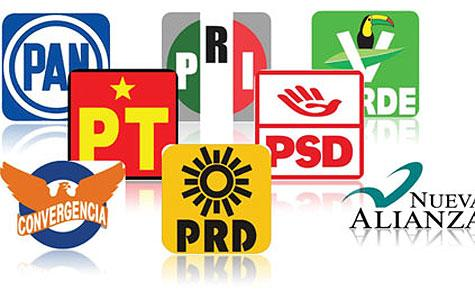 PAN
PRI
VERDE
PT
PSD
CONVERGENCIA
PRD
NUEVA
ALIANZA